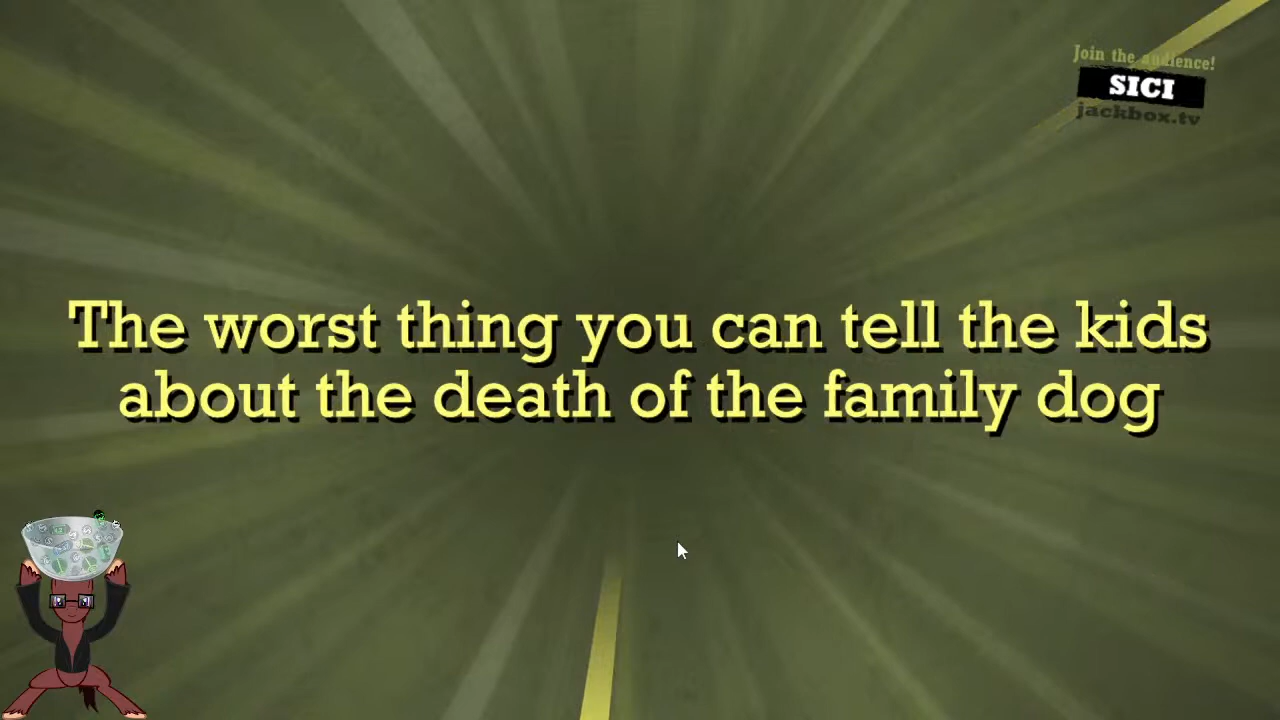 Join the audience!
SICI
jackbox.tv
The worst thing you can tell the kids
about the death of the family dog